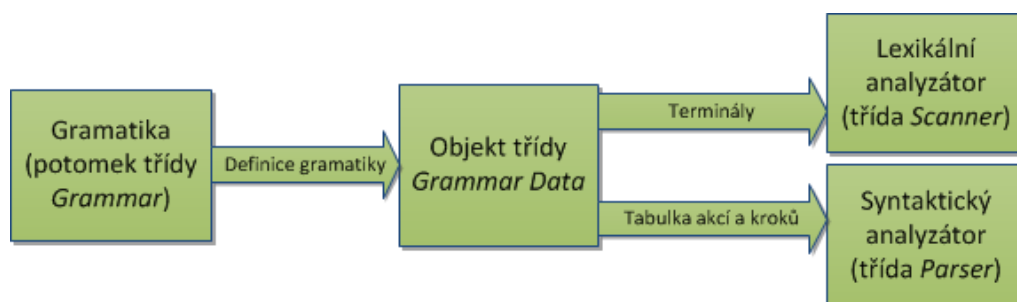 Gramatika
(potomek třídy
Grammar)
Definice gramatiky
Objekt třídy
Grammar Data
Terminály
Lexikální
analyzátor
(třída Scanner)
Tabulka akcí a kroků
Syntaktický
analyzátor
(třída Parser)